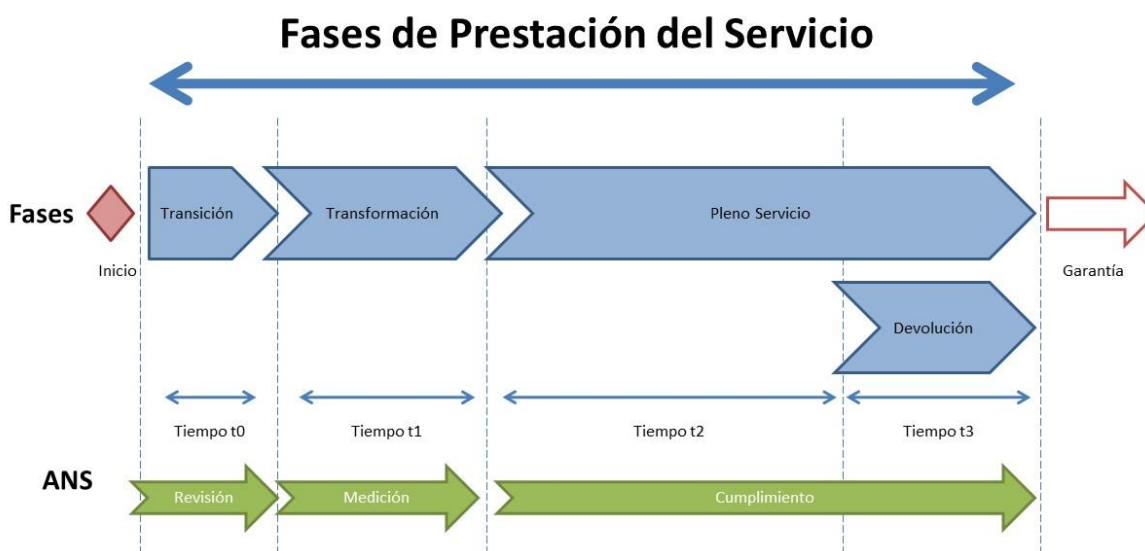 Fases de Prestación del Servicio
Fases
Transición
Transformación
Pleno Servicio
Inicio
Garantía
Devolución
Tiempo t0
Tiempo t1
Tiempo t2
Tiempo t3
ANS
Revisión
Medición
Cumplimiento